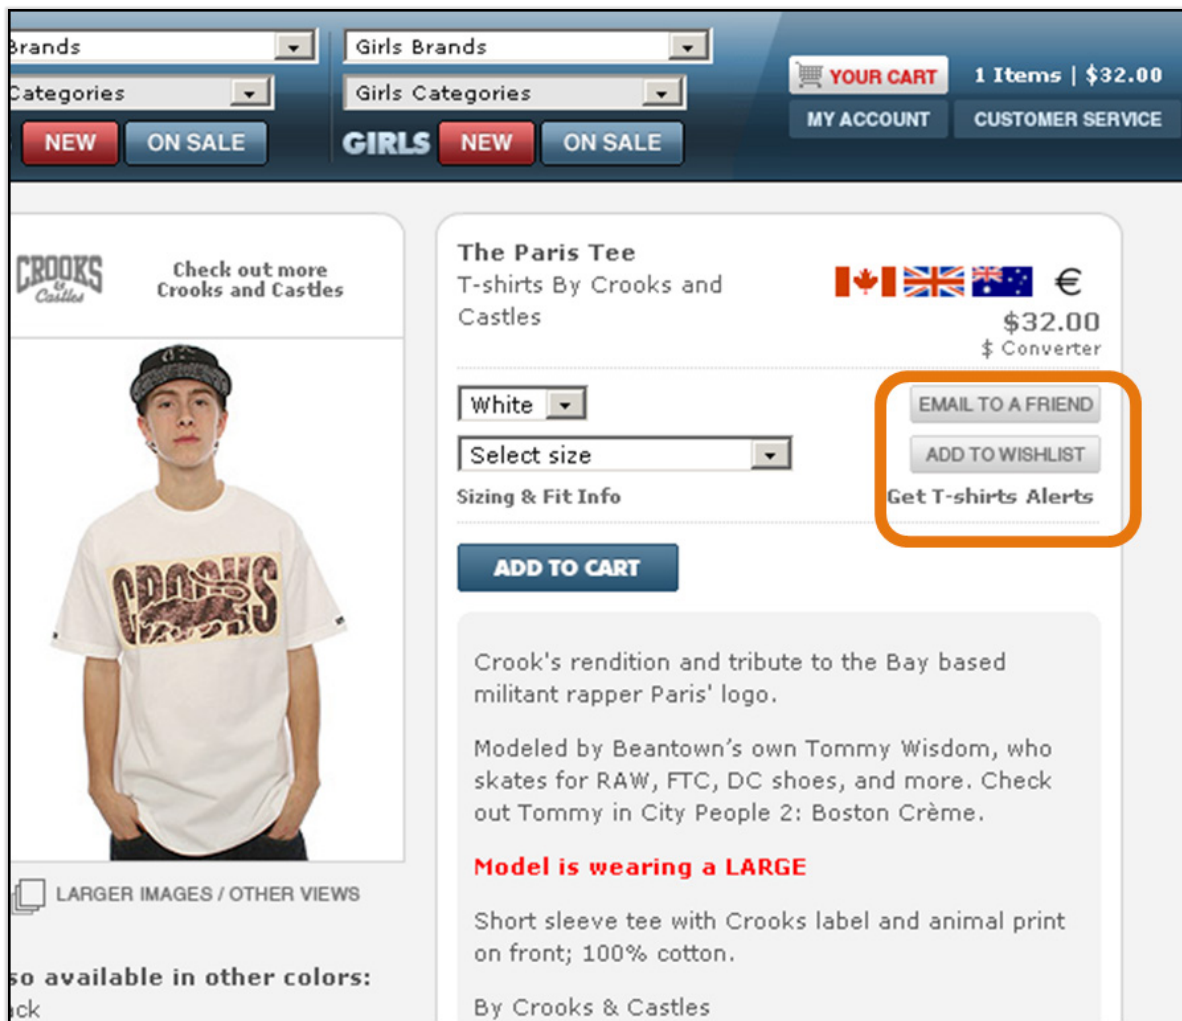 Brands
Girls Brands
Categories
Girls Categories
NEW
ON SALE
GIRLS
NEW
ON SALE
YOUR CART
1 Items | $32.00
MY ACCOUNT
CUSTOMER SERVICE
CROOKS
&
Castles
Check out more
Crooks and Castles
CROOKS
LARGER IMAGES / OTHER VIEWS
so available in other colors:
ack
The Paris Tee
T-shirts By Crooks and
Castles
€
$32.00
$ Converter
White
EMAIL TO A FRIEND
Select size
ADD TO WISHLIST
Sizing & Fit Info
Get T-shirts Alerts
ADD TO CART
Crook's rendition and tribute to the Bay based
militant rapper Paris' logo.
Modeled by Beantown’s own Tommy Wisdom, who
skates for RAW, FTC, DC shoes, and more. Check
out Tommy in City People 2: Boston Crème.
Model is wearing a LARGE
Short sleeve tee with Crooks label and animal print
on front; 100% cotton.
By Crooks & Castles